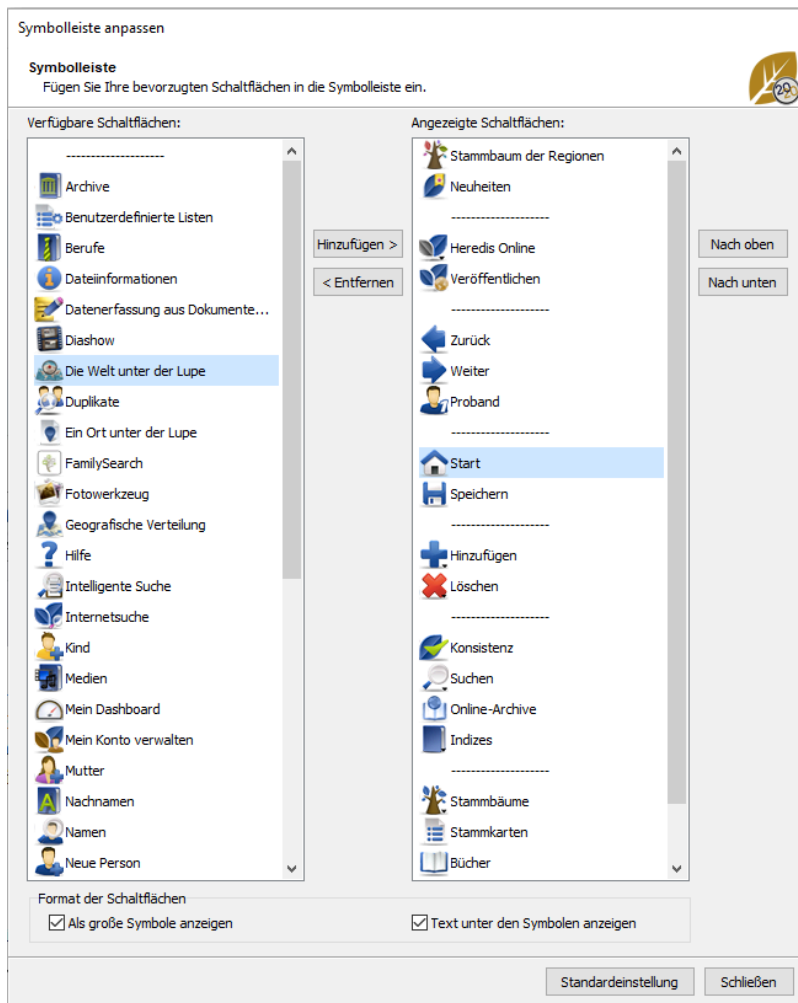 Symbolleiste anpassen
Symbolleiste
Fügen Sie Ihre bevorzugten Schaltflächen in die Symbolleiste ein.
Verfügbare Schaltflächen:
--------------------
Archive
Benutzerdefinierte Listen
Berufe
Dateiinformationen
Datenerfassung aus Dokumente...
Diashow
Die Welt unter der Lupe
Duplikate
Ein Ort unter der Lupe
FamilySearch
Fotowerkzeug
Geografische Verteilung
Hilfe
Intelligente Suche
Internetsuche
Kind
Medien
Mein Dashboard
Mein Konto verwalten
Mutter
Nachnamen
Namen
Neue Person
Hinzufügen >
< Entfernen
Angezeigte Schaltflächen:
Stammbaum der Regionen
Neuheiten
--------------------
Heredis Online
Veröffentlichen
--------------------
Zurück
Weiter
Proband
--------------------
Start
Speichern
--------------------
Hinzufügen
Löschen
--------------------
Konsistenz
Suchen
Online-Archive
Indizes
--------------------
Stammbäume
Stammkarten
Bücher
Nach oben
Nach unten
Format der Schaltflächen
Als große Symbole anzeigen
Text unter den Symbolen anzeigen
Standardeinstellung
Schließen